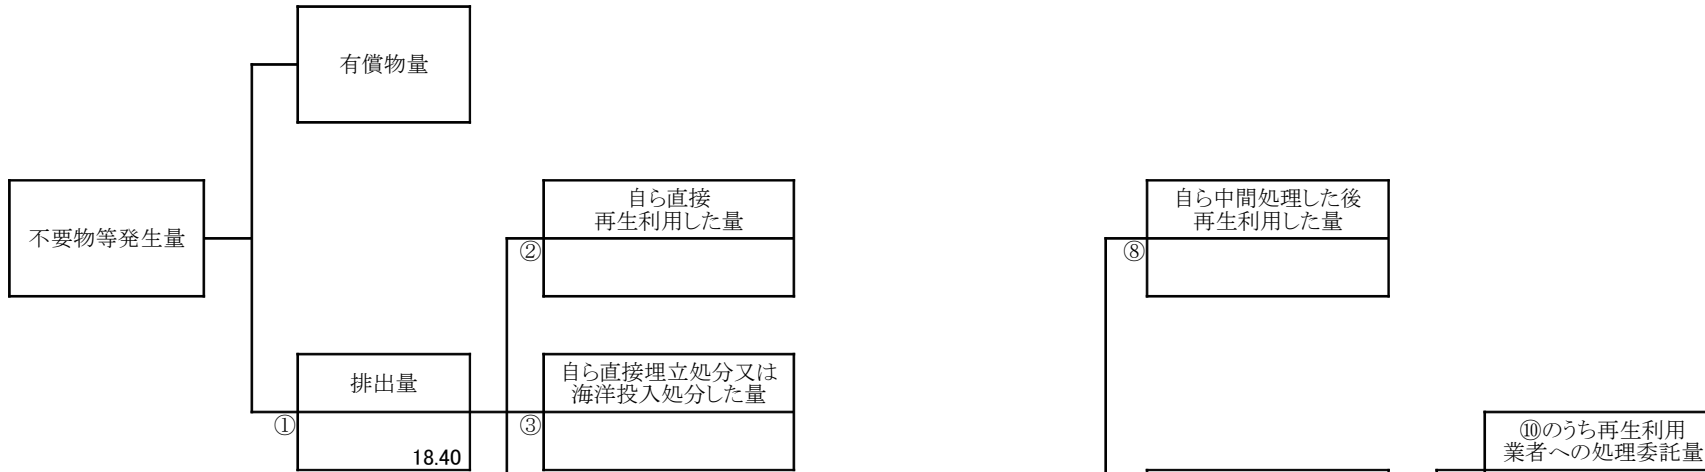 有償物量
不要物等発生量
自ら直接
再生利用した量
②
自ら中間処理した後
再生利用した量
⑧
排出量
①
18.40
自ら直接埋立処分又は
海洋投入処分した量
③
⑩のうち再生利用
業者への処理委託量